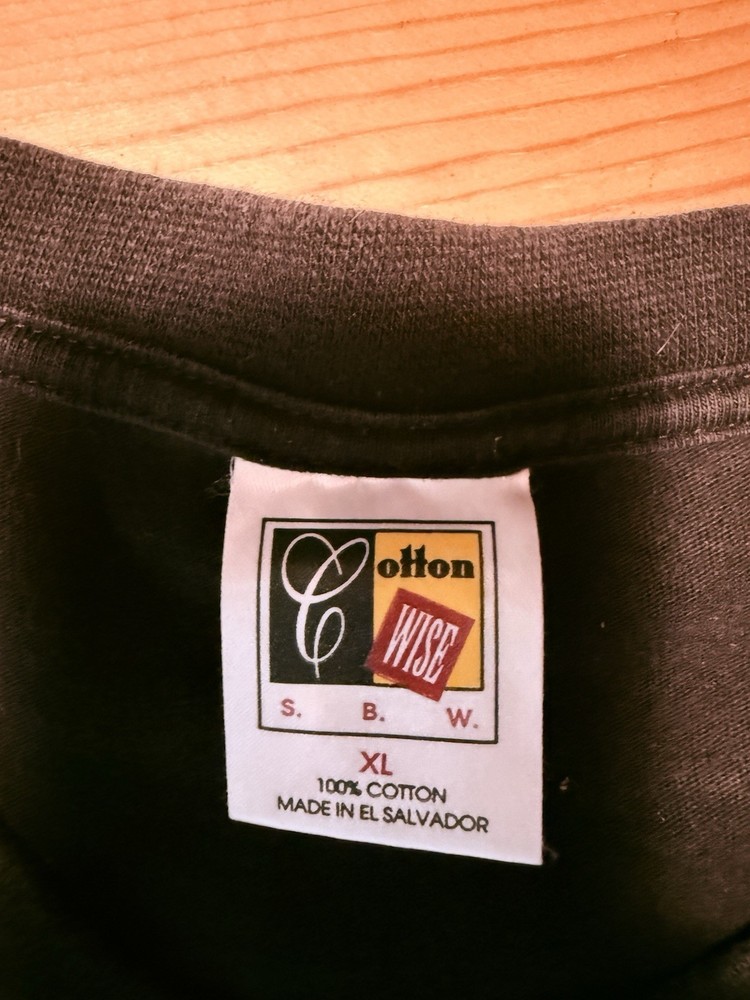 Cotton
WISE
S. B. W.
XL
100% COTTON
MADE IN EL SALVADOR